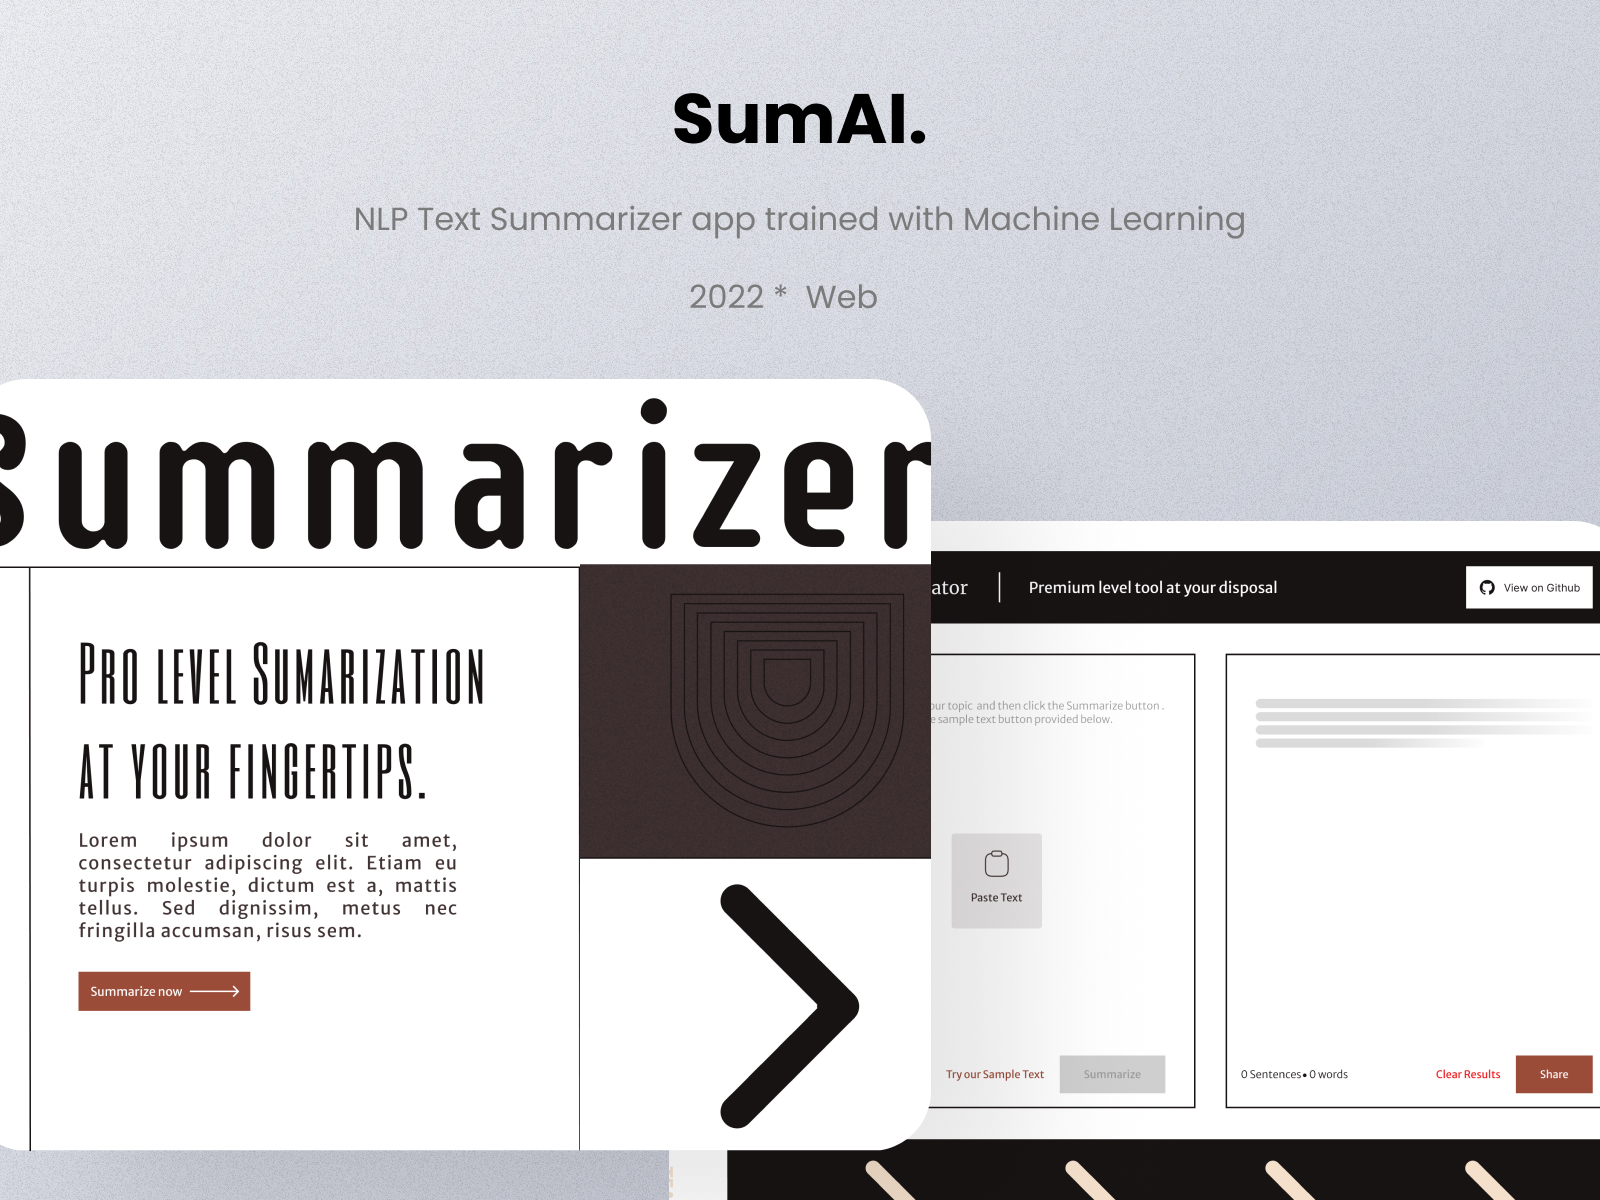 SumAI.
NLP Text Summarizer app trained with Machine Learning
2022 * Web
Summarizer
Pro level Sumarization
at your fingertips.
Lorem ipsum dolor sit amet,
consectetur adipiscing elit. Etiam eu
turpis molestie, dictum est a, mattis
tellus. Sed dignissim, metus nec
fringilla accumsan, risus sem.
Summarize now
ator
Premium level tool at your disposal
View on Github
our topic and then click the Summarize button .
e sample text button provided below.
Paste Text
Try our Sample Text
Summarize
0 Sentences • 0 words
Clear Results
Share